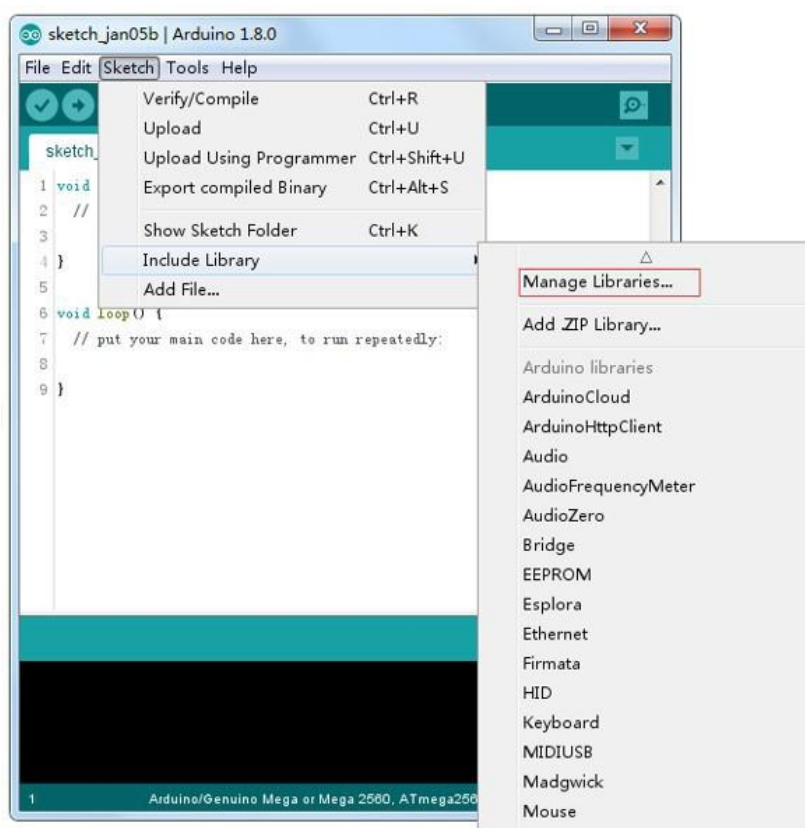 sketch_jan05b | Arduino 1.8.0
File Edit Sketch Tools Help
Verify/Compile Ctrl+R
Upload Ctrl+U
Upload Using Programmer Ctrl+Shift+U
Export compiled Binary Ctrl+Alt+S
Show Sketch Folder Ctrl+K
Include Library
Add File...
sketch_
1 void
2 //
3
4 }
5
6 void loop() {
7 // put your main code here, to run repeatedly:
8
9 }
Manage Libraries...
Add .ZIP Library...
Arduino libraries
ArduinoCloud
ArduinoHttpClient
Audio
AudioFrequencyMeter
AudioZero
Bridge
EEPROM
Esplora
Ethernet
Firmata
HID
Keyboard
MIDIUSB
Madgwick
Mouse
1 Arduino/Genuino Mega or Mega 2560, ATmega256